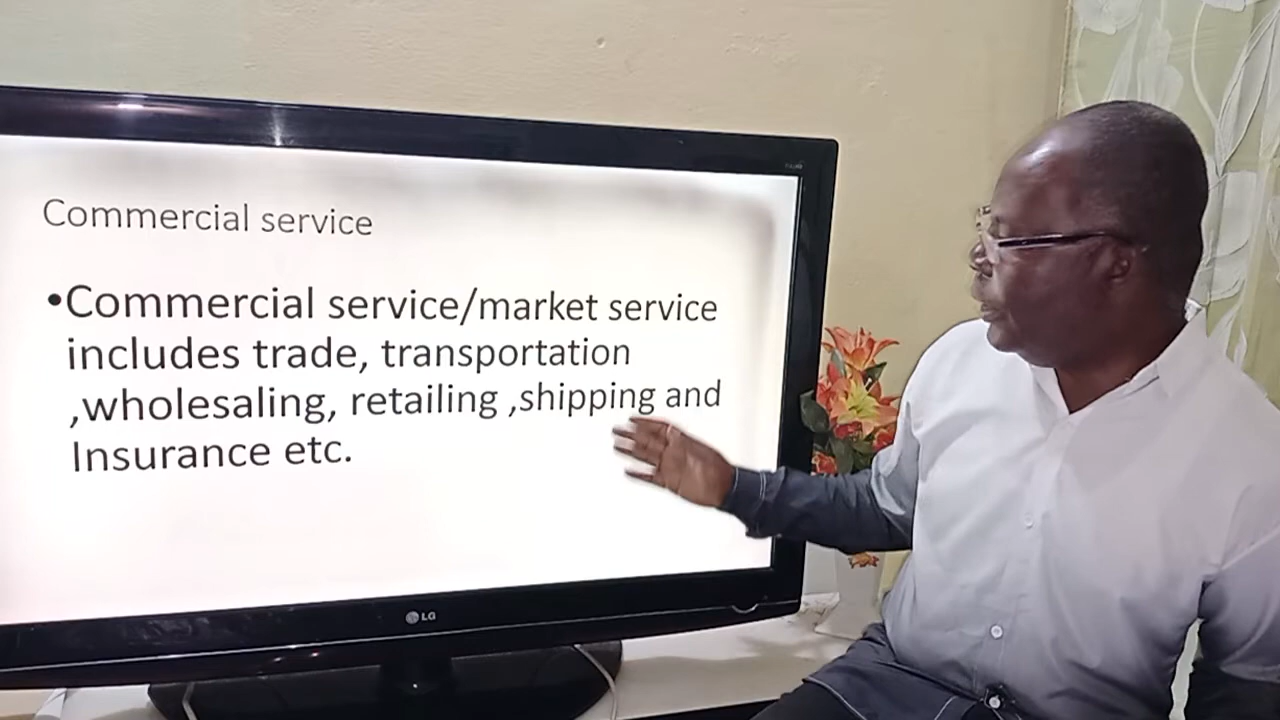 Commercial service
•Commercial service/market service
includes trade, transportation
,wholesaling, retailing ,shipping and
Insurance etc.
LG